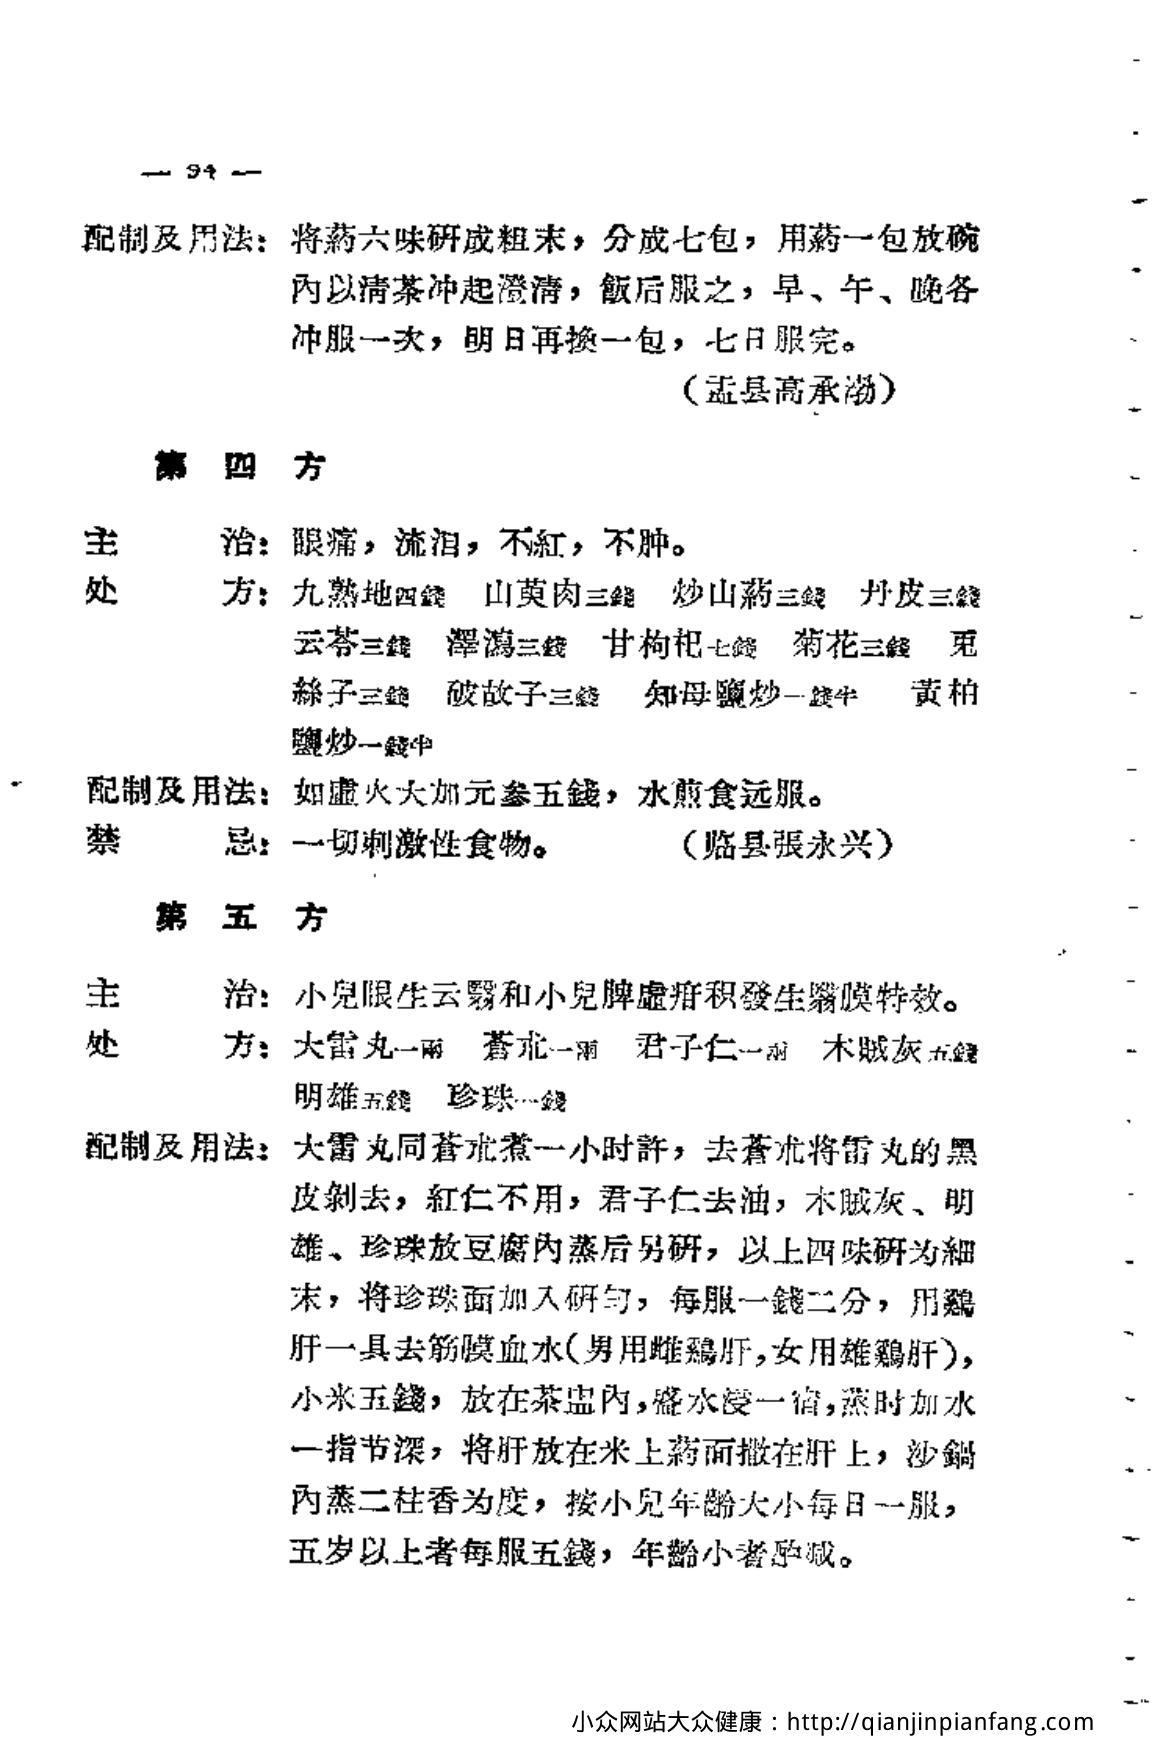 — 94 —
配制及用法：将葯六味研成粗末，分成七包，用葯一包放碗
內以清茶冲起澄清，飯后服之，早、午、晚各
冲服一次，明日再換一包，七日服完。
（盂县高承渤）
第四方
主治：眼痛，流泪，不紅，不肿。
处方：九熟地四錢 山萸肉三錢 炒山葯三錢 丹皮三錢
云苓三錢 澤瀉三錢 甘枸杞七錢 菊花三錢 菟
絲子三錢 破故子三錢 知母鹽炒一錢半 黃柏
鹽炒一錢半
配制及用法：如虛火大加元參五錢，水煎食远服。
禁忌：一切刺激性食物。 （临县張永兴）
第五方
主治：小兒眼生云翳和小兒脾虛疳积發生翳膜特效。
处方：大雷丸一兩 蒼朮一兩 君子仁一兩 木賊灰五錢
明雄五錢 珍珠一錢
配制及用法：大雷丸同蒼朮煮一小时許，去蒼朮将雷丸的黑
皮剝去，紅仁不用，君子仁去油，木賊灰、明
雄、珍珠放豆腐內蒸后另研，以上四味研为細
末，将珍珠面加入研匀，每服一錢二分，用鷄
肝一具去筋膜血水（男用雌鷄肝，女用雄鷄肝），
小米五錢，放在茶盅內，盛水浸一宿，蒸时加水
一指节深，将肝放在米上葯面撒在肝上，沙鍋
內蒸二柱香为度，按小兒年齡大小每日一服，
五岁以上者每服五錢，年齡小者酌减。
小众网站大众健康：http://qianjinpianfang.com